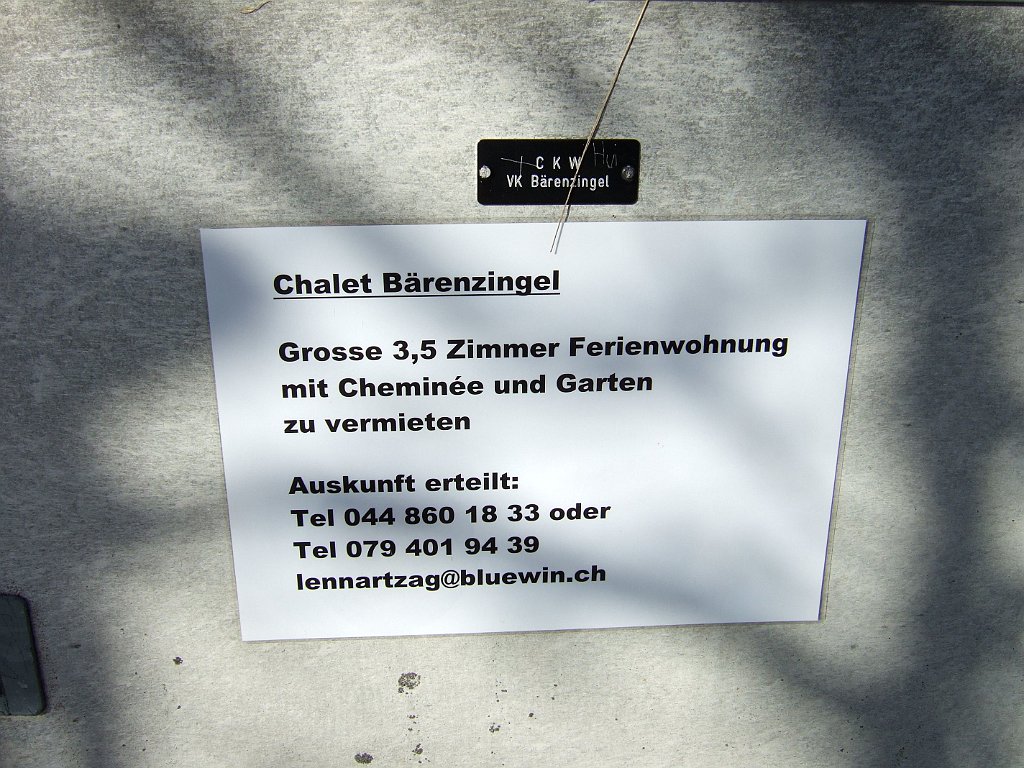 C K W Hui
VK Bärenzingel
Chalet Bärenzingel
Grosse 3,5 Zimmer Ferienwohnung
mit Cheminée und Garten
zu vermieten
Auskunft erteilt:
Tel 044 860 18 33 oder
Tel 079 401 94 39
lennartzag@bluewin.ch